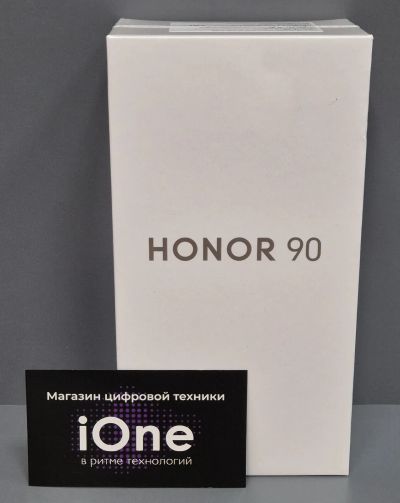 HONOR 90
Магазин цифровой техники
iOne
в ритме технологий